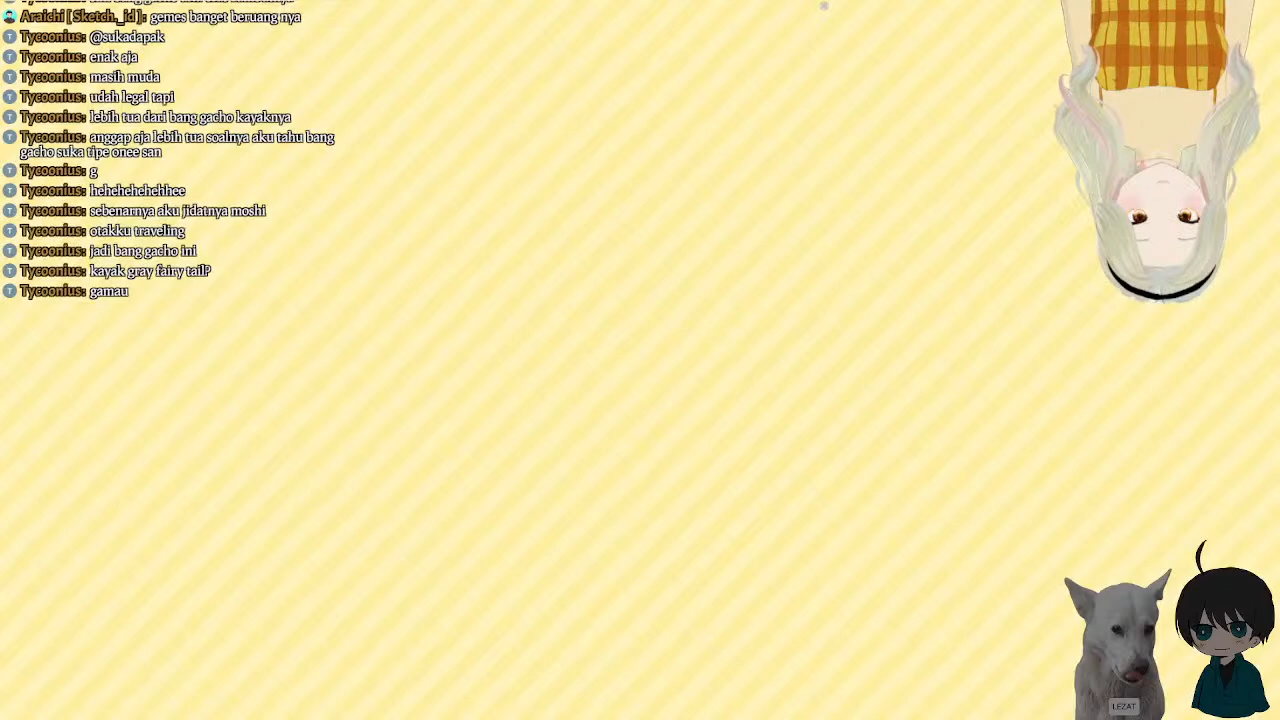 Araichi [ Sketch_id ]: gemes banget beruang nya
Tycoonius: @sukadapak
Tycoonius: enak aja
Tycoonius: masih muda
Tycoonius: udah legal tapi
Tycoonius: lebih tua dari bang gacho kayaknya
Tycoonius: anggap aja lebih tua soalnya aku tahu bang
gacho suka tipe onee san
Tycoonius: g
Tycoonius: hehehehehehhee
Tycoonius: sebenarnya aku jidatnya moshi
Tycoonius: otakku traveling
Tycoonius: jadi bang gacho ini
Tycoonius: kayak gray fairy tail?
Tycoonius: gamau
LEZAT